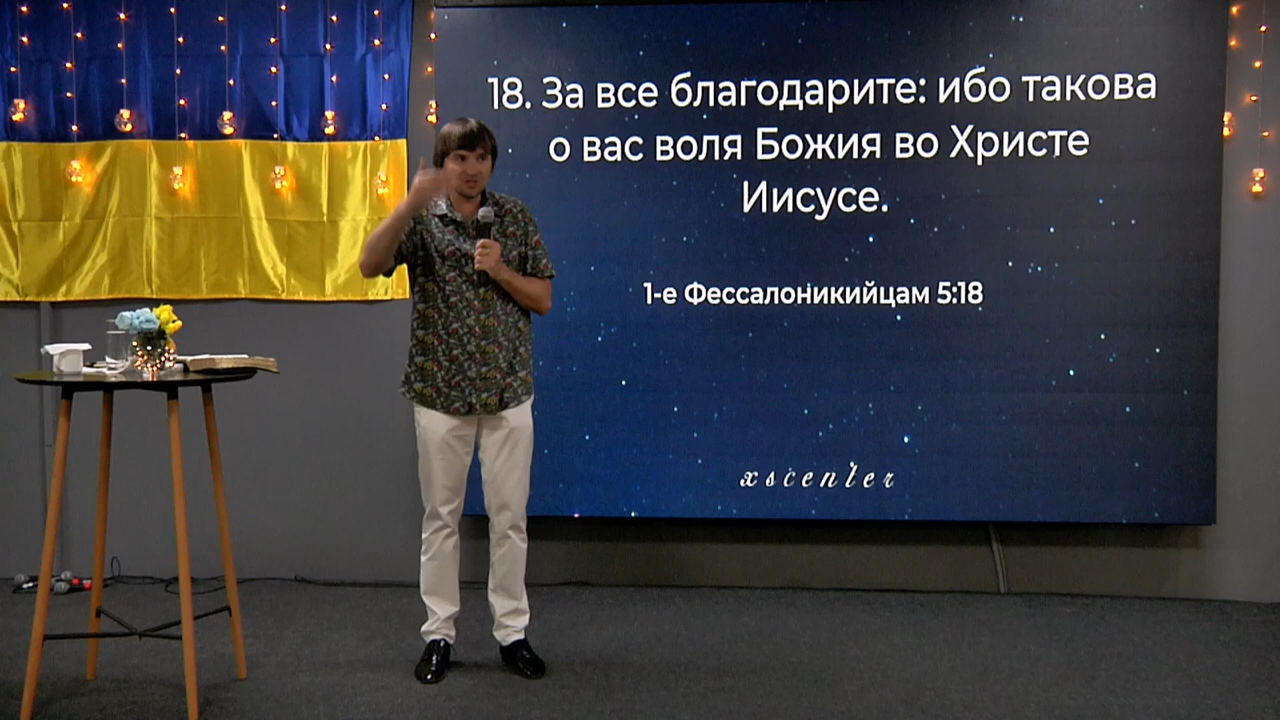 18. За все благодарите: ибо такова
о вас воля Божия во Христе
Иисусе.
1-е Фессалоникийцам 5:18
xscenter